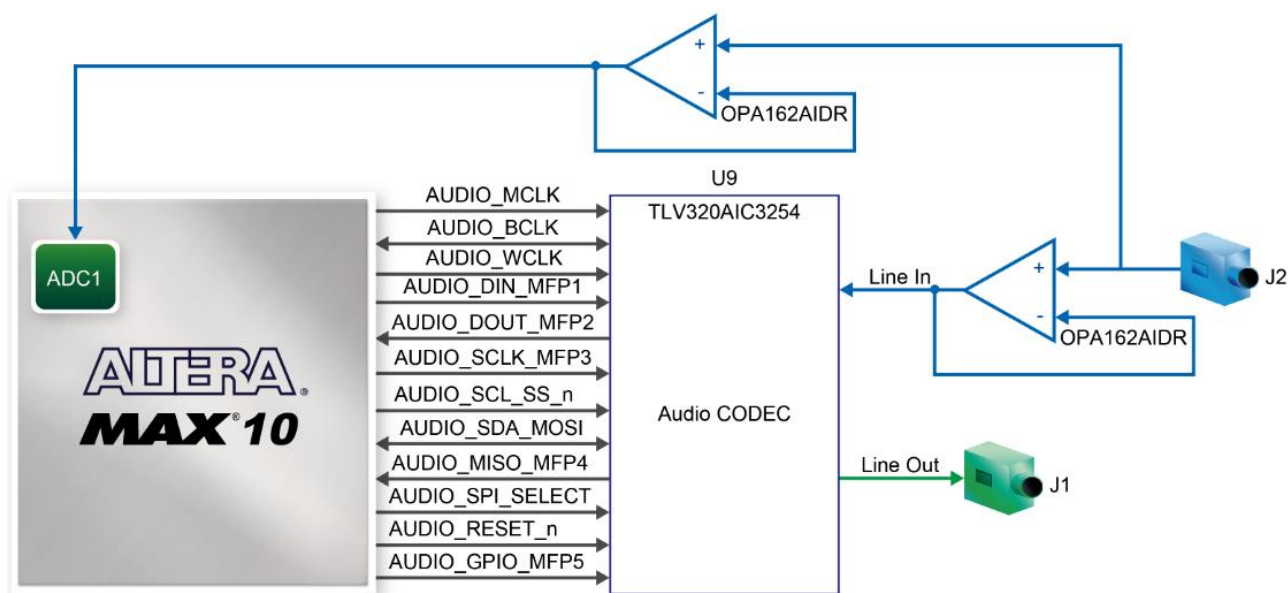 +
-
OPA162AIDR
U9
TLV320AIC3254
AUDIO_MCLK
AUDIO_BCLK
AUDIO_WCLK
AUDIO_DIN_MFP1
AUDIO_DOUT_MFP2
AUDIO_SCLK_MFP3
AUDIO_SCL_SS_n
AUDIO_SDA_MOSI
AUDIO_MISO_MFP4
AUDIO_SPI_SELECT
AUDIO_RESET_n
AUDIO_GPIO_MFP5
ADC1
ALTERA®
MAX® 10
Audio CODEC
Line In
+
-
OPA162AIDR
J2
Line Out
J1